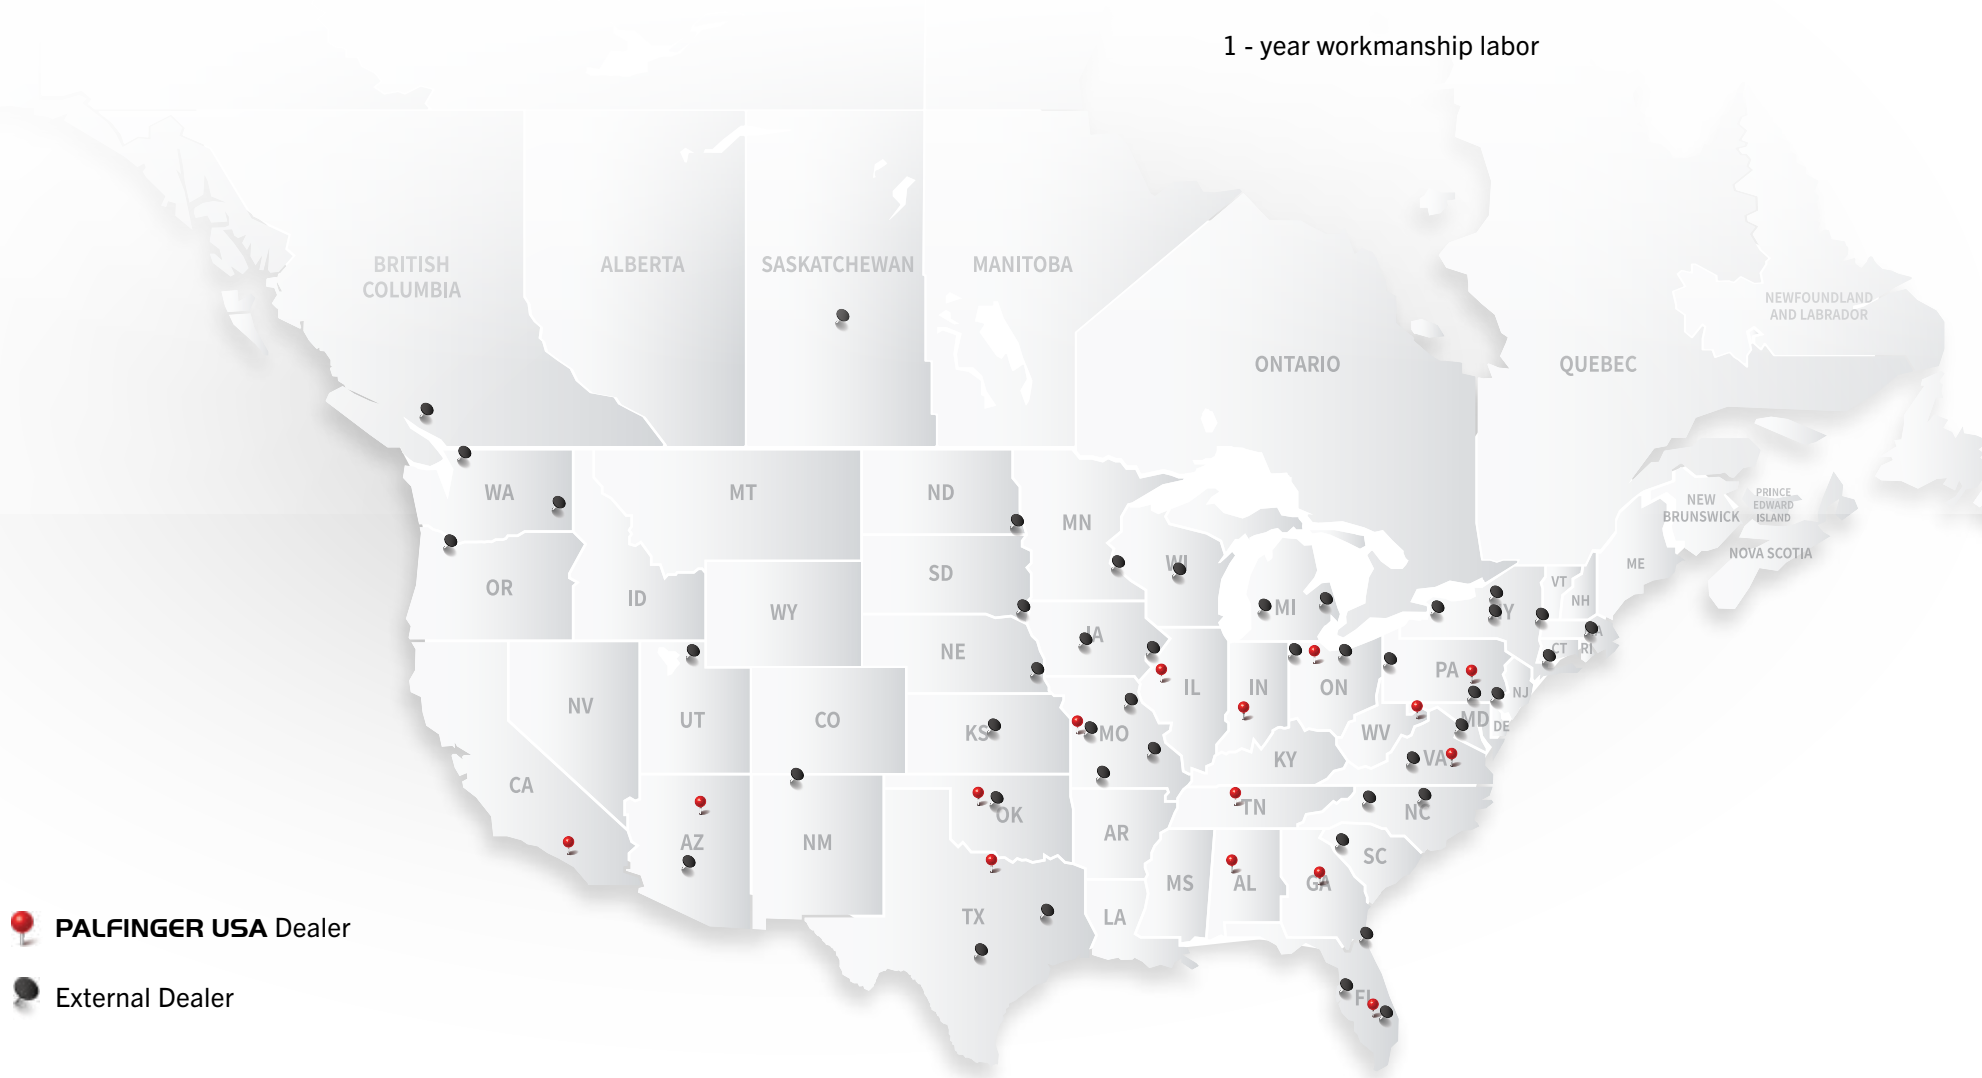 1 - year workmanship labor
BRITISH
COLUMBIA
ALBERTA
SASKATCHEWAN
MANITOBA
NEWFOUNDLAND
AND LABRADOR
ONTARIO
QUEBEC
WA
MT
ND
MN
NEW
BRUNSWICK
PRINCE
EDWARD
ISLAND
NOVA SCOTIA
ME
OR
ID
WY
SD
WI
MI
VT
NH
NE
IA
CT
RI
NV
UT
CO
KS
MO
IL
IN
ON
PA
NJ
MD
DE
WV
VA
KY
CA
AZ
NM
OK
AR
TN
NC
SC
MS
AL
GA
TX
LA
FL
PALFINGER USA Dealer
External Dealer